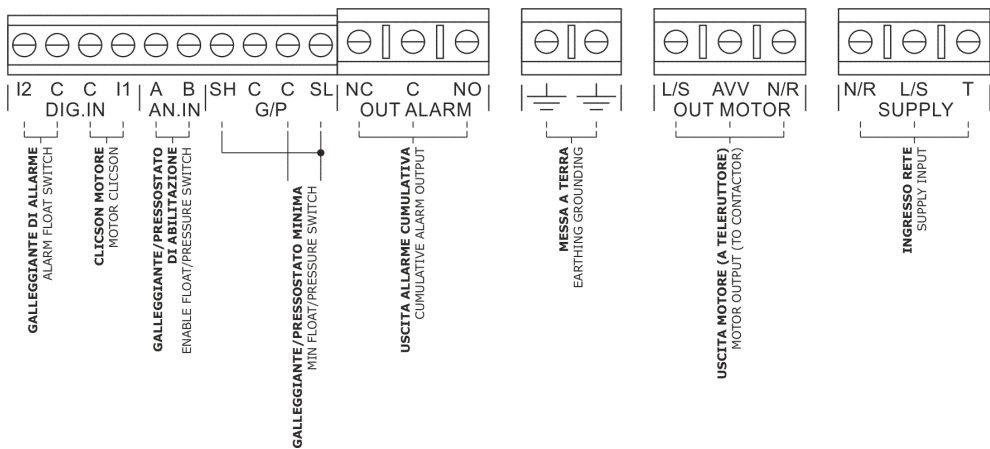 I2 C C I1 A B SH C C SL NC C NO L/S AVV N/R N/R L/S T
DIG.IN AN.IN G/P OUT ALARM OUT MOTOR SUPPLY
GALLEGGIANTE DI ALLARME
ALARM FLOAT SWITCH
CLICSON MOTORE
MOTOR CLICSON
GALLEGGIANTE/PRESSOSTATO
DI ABILITAZIONE
ENABLE FLOAT/PRESSURE SWITCH
GALLEGGIANTE/PRESSOSTATO MINIMA
MIN FLOAT/PRESSURE SWITCH
USCITA ALLARME CUMULATIVA
CUMULATIVE ALARM OUTPUT
MESSA A TERRA
EARTHING GROUNDING
USCITA MOTORE (A TELERUTTORE)
MOTOR OUTPUT (TO CONTACTOR)
INGRESSO RETE
SUPPLY INPUT